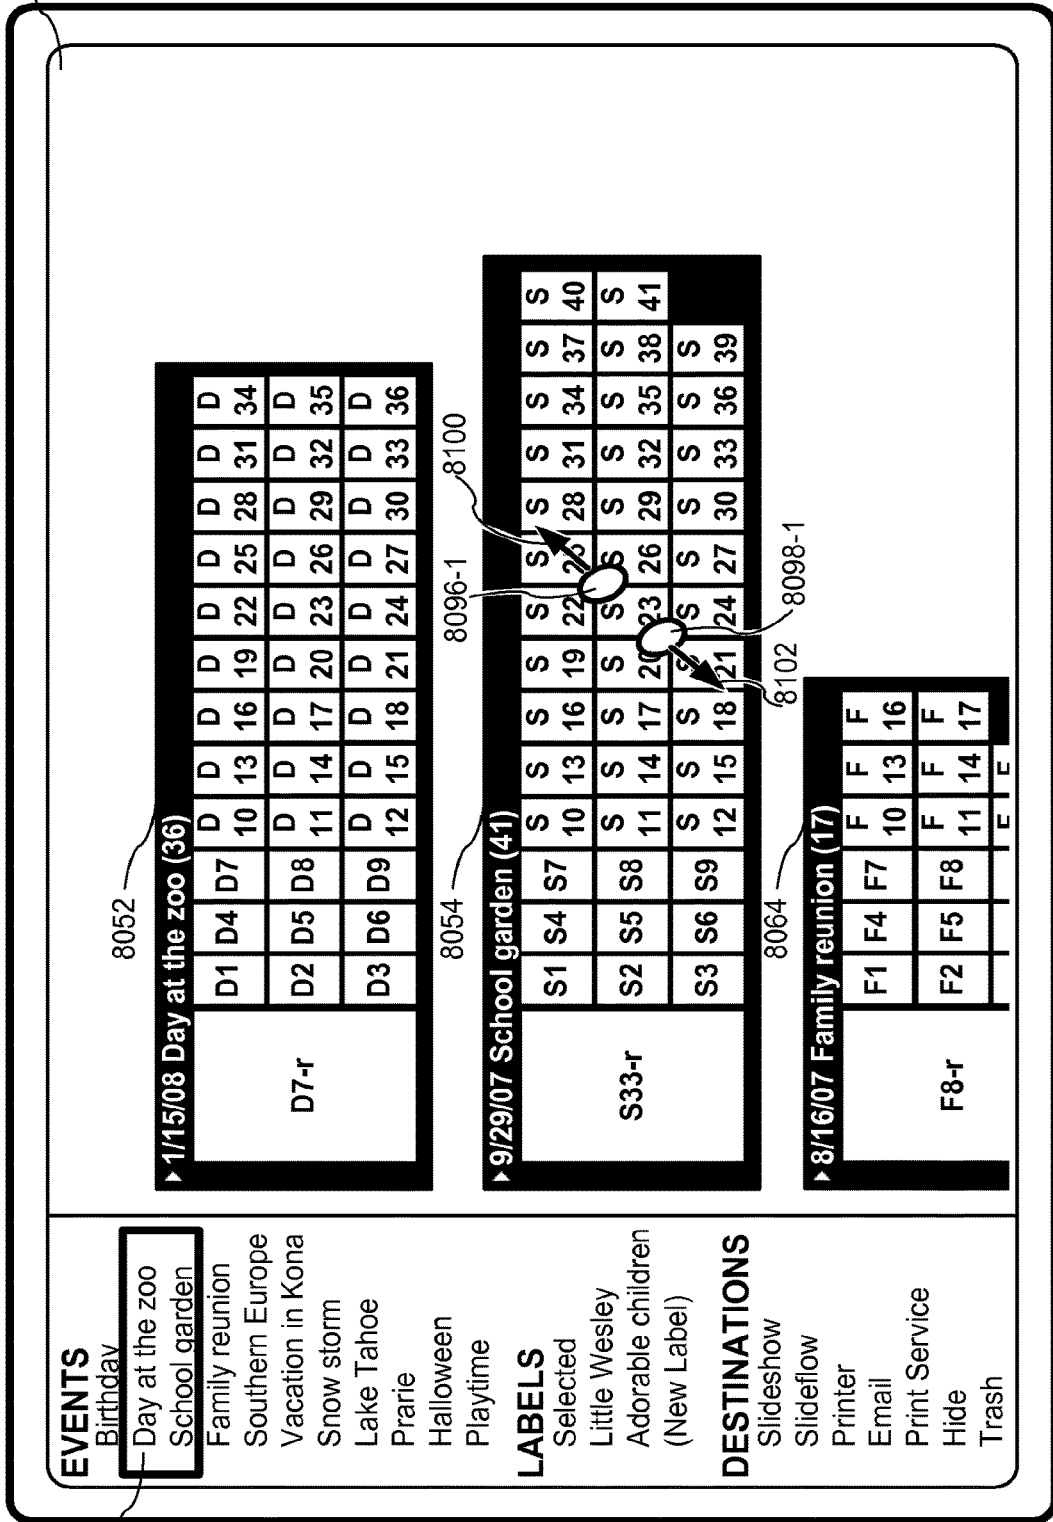 EVENTS
Birthday
Day at the zoo
School garden
Family reunion
Southern Europe
Vacation in Kona
Snow storm
Lake Tahoe
Prarie
Halloween
Playtime
LABELS
Selected
Little Wesley
Adorable children
(New Label)
DESTINATIONS
Slideshow
Slideflow
Printer
Email
Print Service
Hide
Trash
8052
1/15/08 Day at the zoo (36)
D7-r
D1 D4 D7 D 10 D 13 D 16 D 19 D 22 D 25 D 28 D 31 D 34
D2 D5 D8 D 11 D 14 D 17 D 20 D 23 D 26 D 29 D 32 D 35
D3 D6 D9 D 12 D 15 D 18 D 21 D 24 D 27 D 30 D 33 D 36
8054
8096-1
8100
9/29/07 School garden (41)
S33-r
S1 S4 S7 S 10 S 13 S 16 S 19 S 22 S S 28 S 31 S 34 S 37 S 40
S2 S5 S8 S 11 S 14 S 17 S 20 S 23 S 26 S 29 S 32 S 35 S 38 S 41
S3 S6 S9 S 12 S 15 S 18 S 21 S 24 S 27 S 30 S 33 S 36 S 39
8064
8102
8098-1
8/16/07 Family reunion (17)
F8-r
F1 F4 F7 F 10 F 13 F 16
F2 F5 F8 F 11 F 14 F 17